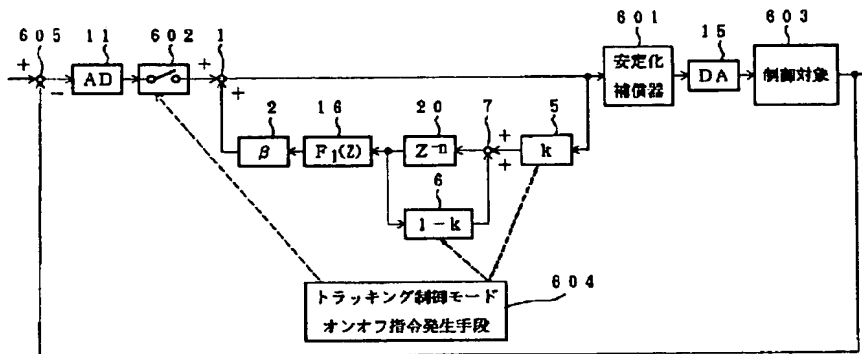 605 11 602 1 601 15 603
+ − AD + + 安定化 補償器 DA 制御対象
2 16 20 7 5
β F₁(Z) Z⁻ⁿ + + k
6
1−k
トラッキング制御モード
オンオフ指令発生手段
604